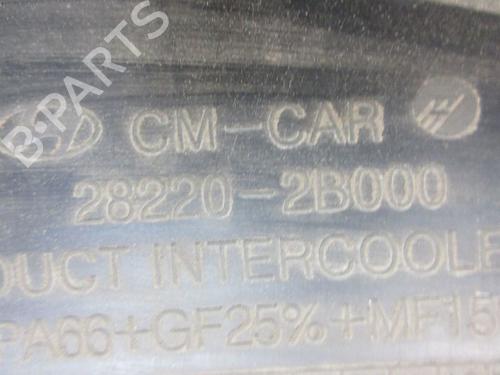 B·PARTS
CM-CAR
28220-2B000
DUCT INTERCOOLE
PA66+GF25%+MF15